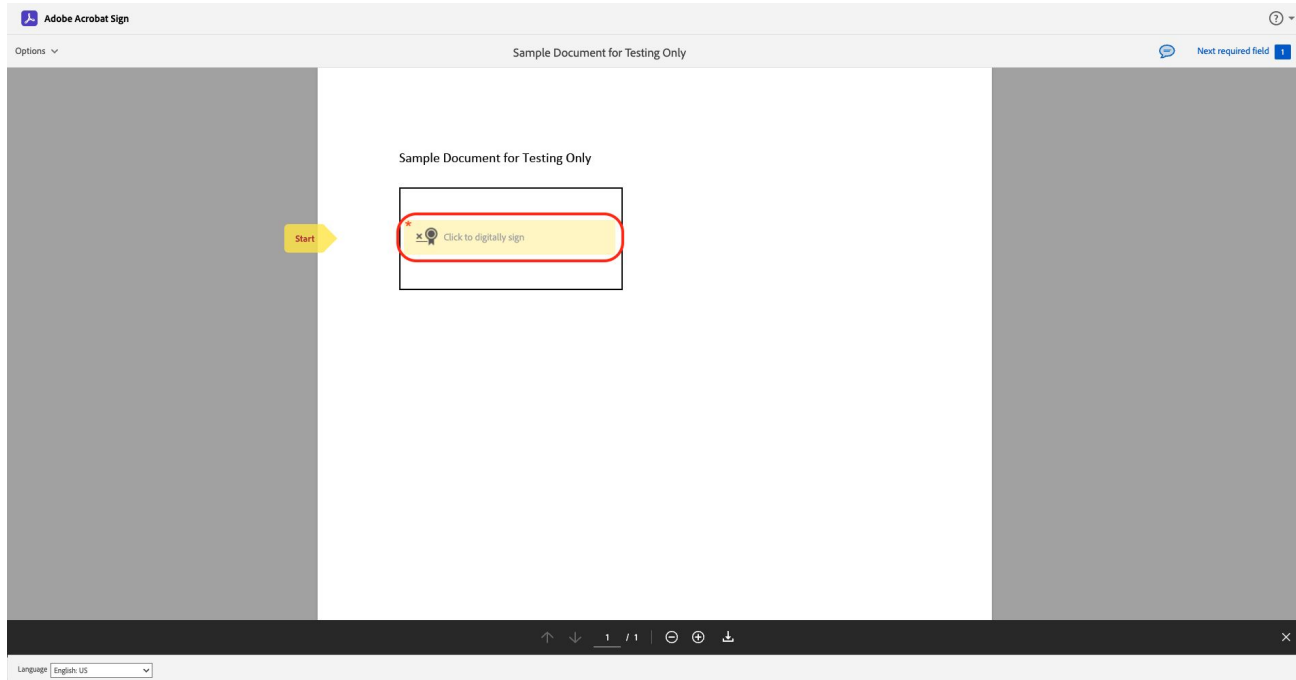 Adobe Acrobat Sign
?
Options
Sample Document for Testing Only
Next required field 1
Sample Document for Testing Only
Start
* x Click to digitally sign
1 / 1
Language English: US